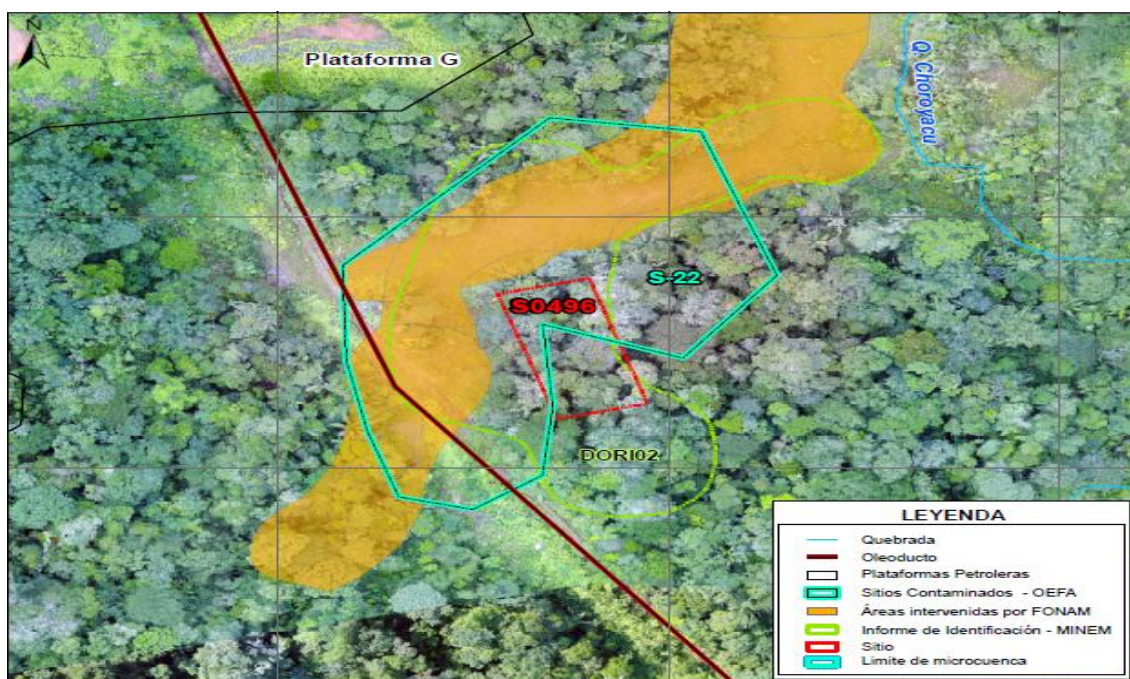 N
Plataforma G
Q. Choroyacu
S-22
S0496
DORI02
LEYENDA
Quebrada
Oleoducto
Plataformas Petroleras
Sitios Contaminados - OEFA
Áreas intervenidas por FONAM
Informe de Identificación - MINEM
Sitio
Limite de microcuenca